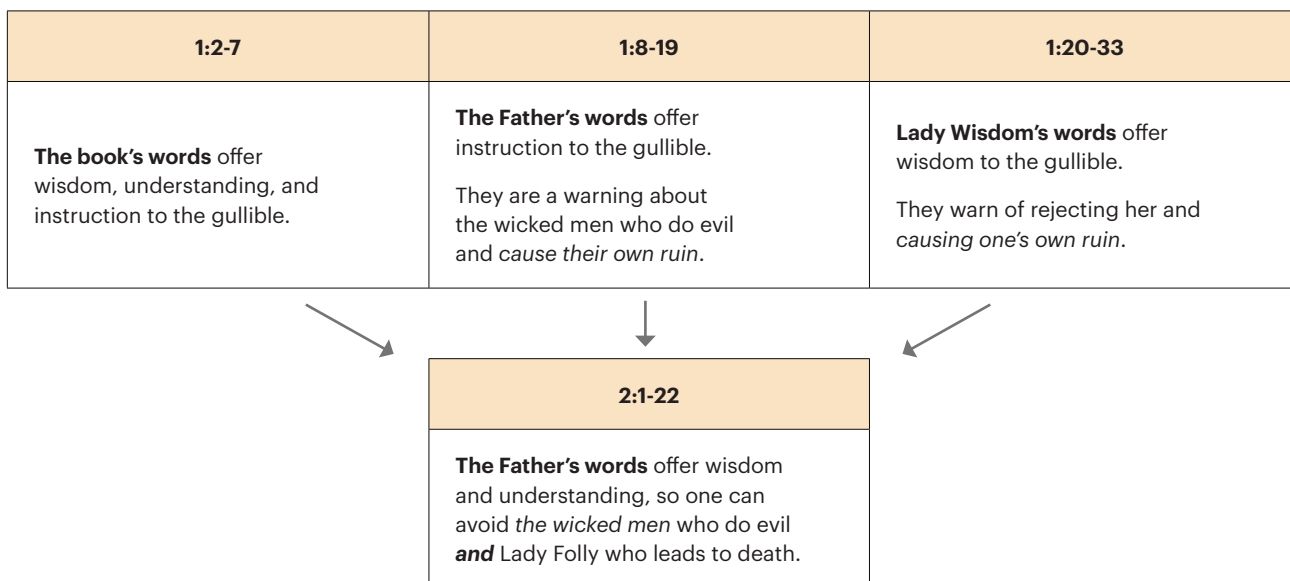 1:2-7
The book’s words offer
wisdom, understanding, and
instruction to the gullible.
1:8-19
The Father’s words offer
instruction to the gullible.
They are a warning about
the wicked men who do evil
and cause their own ruin.
1:20-33
Lady Wisdom’s words offer
wisdom to the gullible.
They warn of rejecting her and
causing one’s own ruin.
2:1-22
The Father’s words offer wisdom
and understanding, so one can
avoid the wicked men who do evil
and Lady Folly who leads to death.